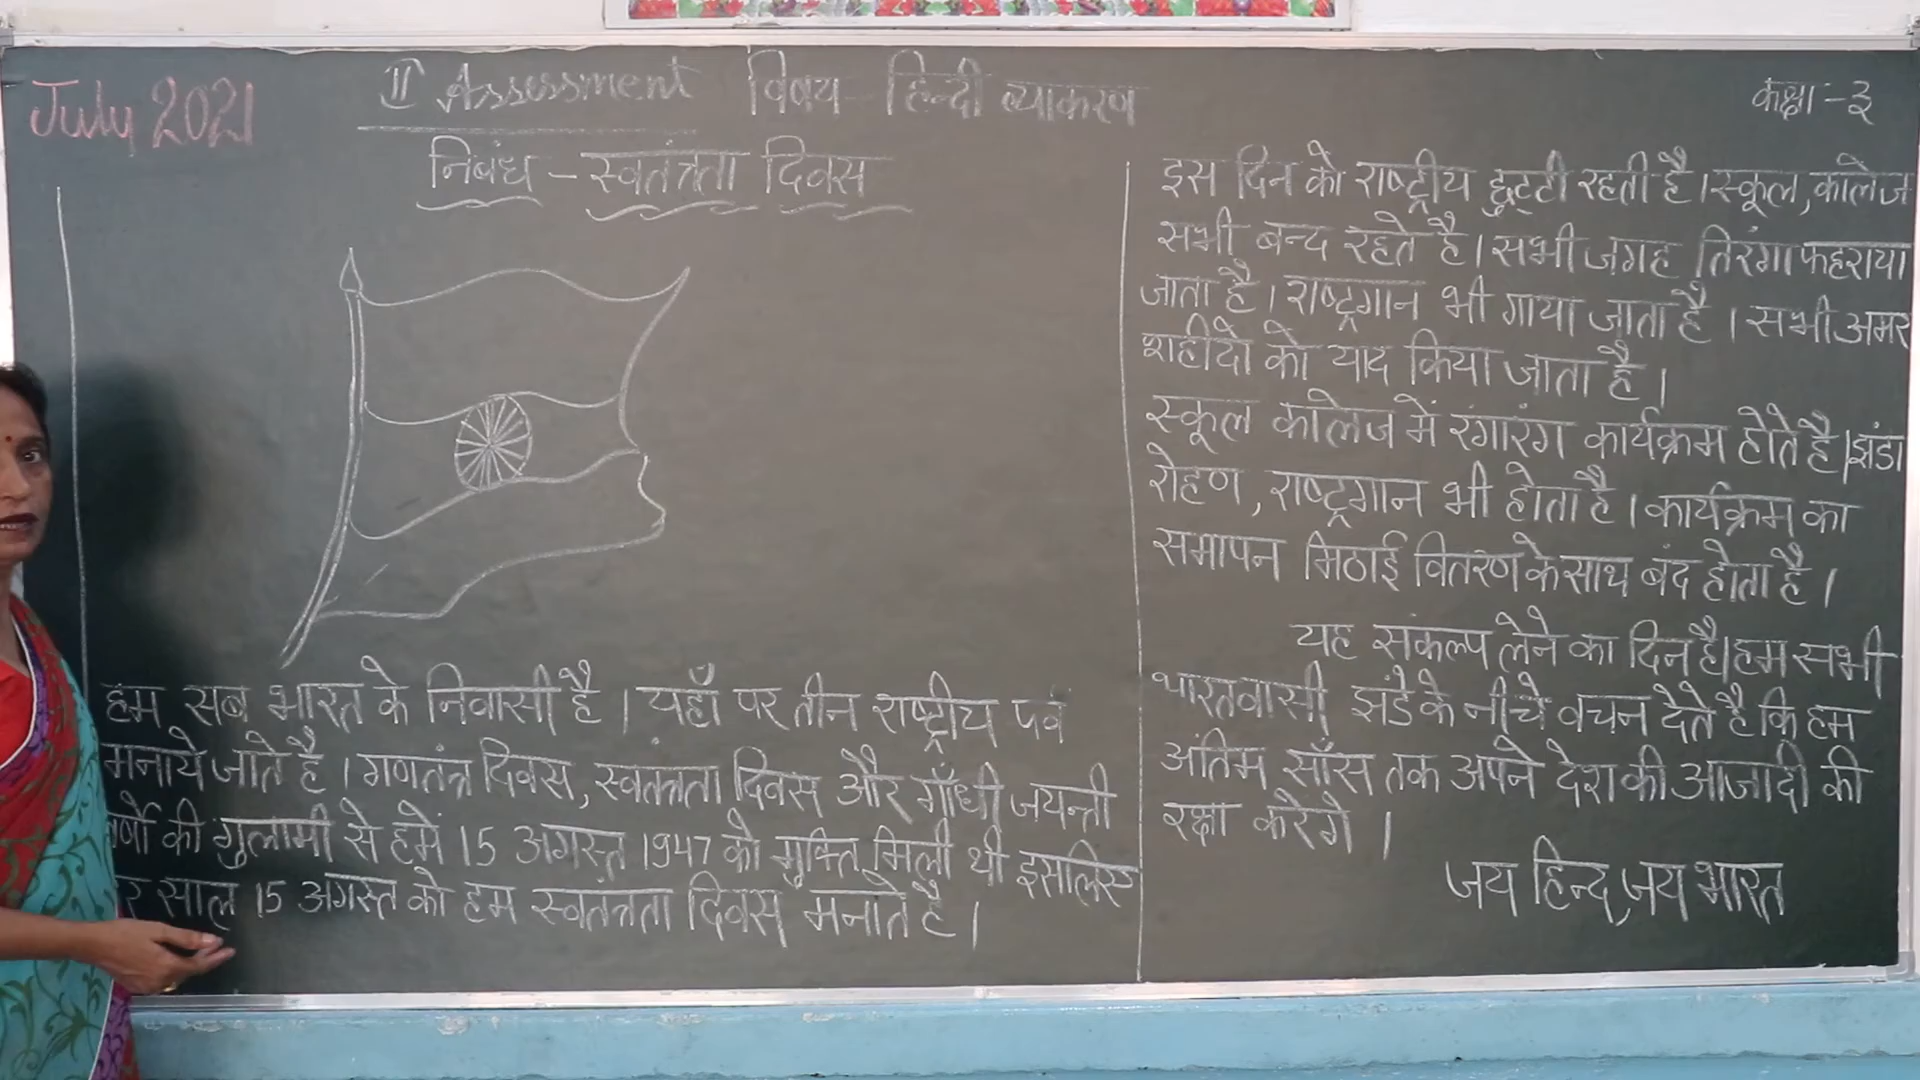 July 2021
II Assessment विषय - हिन्दी व्याकरण
कक्षा - ३
निबंध - स्वतंत्रता दिवस
हम सब भारत के निवासी है । यहाँ पर तीन राष्ट्रीय पर्व
मनाये जाते है । गणतंत्र दिवस, स्वतंत्रता दिवस और गाँधी जयन्ती
वर्षो की गुलामी से हमें 15 अगस्त 1947 को मुक्ति मिली थी इसलिए
साल 15 अगस्त को हम स्वतंत्रता दिवस मनाते है ।
इस दिन को राष्ट्रीय छुट्टी रहती है । स्कूल, कालेज
सभी बन्द रहते है । सभी जगह तिरंगा फहराया
जाता है । राष्ट्रगान भी गाया जाता है । सभी अमर
शहीदो को याद किया जाता है ।
स्कूल कालेज में रंगारंग कार्यक्रम होते है । झंडा
रोहण, राष्ट्रगान भी होता है । कार्यक्रम का
समापन मिठाई वितरण के साथ बंद होता है ।
यह संकल्प लेने का दिन है । हम सभी
भारतवासी झंडे के नीचे वचन देते है कि हम
अंतिम साँस तक अपने देश की आजादी की
रक्षा करेगे ।
जय हिन्द, जय भारत